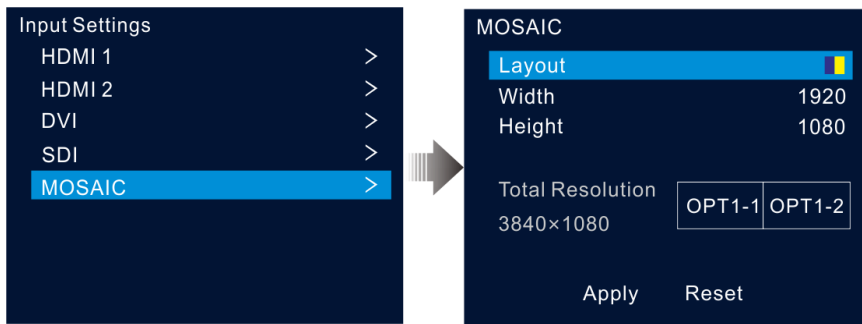 Input Settings
HDMI 1 >
HDMI 2 >
DVI >
SDI >
MOSAIC >
MOSAIC
Layout
Width 1920
Height 1080
Total Resolution
3840×1080
OPT1-1 OPT1-2
Apply Reset